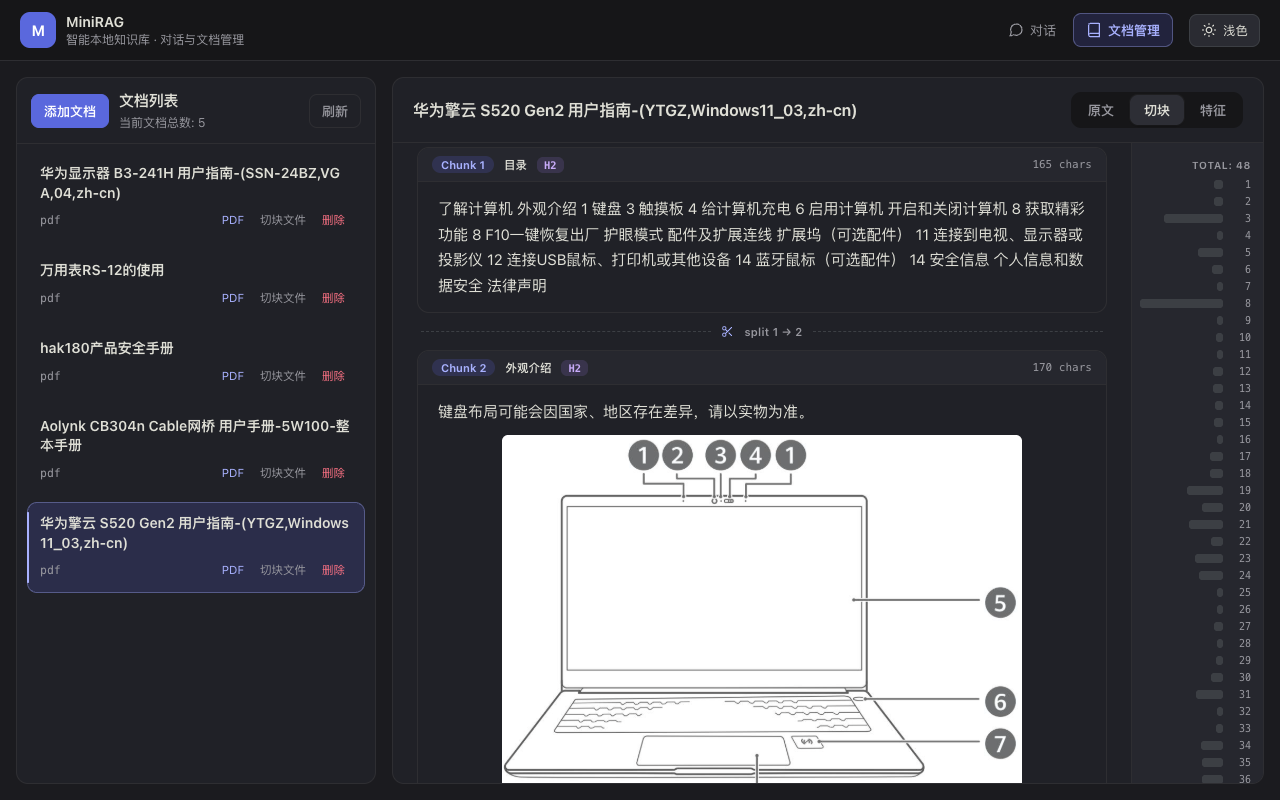 M
MiniRAG
智能本地知识库 · 对话与文档管理
对话
文档管理
浅色
添加文档
文档列表
当前文档总数: 5
刷新
华为显示器 B3-241H 用户指南-(SSN-24BZ,VG
A,04,zh-cn)
pdf
PDF
切块文件
删除
万用表RS-12的使用
pdf
PDF
切块文件
删除
hak180产品安全手册
pdf
PDF
切块文件
删除
Aolynk CB304n Cable网桥 用户手册-5W100-整
本手册
pdf
PDF
切块文件
删除
华为擎云 S520 Gen2 用户指南-(YTGZ,Windows
11_03,zh-cn)
pdf
PDF
切块文件
删除
华为擎云 S520 Gen2 用户指南-(YTGZ,Windows11_03,zh-cn)
原文
切块
特征
Chunk 1
目录
H2
165 chars
了解计算机 外观介绍 1 键盘 3 触摸板 4 给计算机充电 6 启用计算机 开启和关闭计算机 8 获取精彩
功能 8 F10一键恢复出厂 护眼模式 配件及扩展连线 扩展坞（可选配件） 11 连接到电视、显示器或
投影仪 12 连接USB鼠标、打印机或其他设备 14 蓝牙鼠标（可选配件） 14 安全信息 个人信息和数
据安全 法律声明
split 1 → 2
Chunk 2
外观介绍
H2
170 chars
键盘布局可能会因国家、地区存在差异，请以实物为准。
1 2 3 4 1
5
6
7
TOTAL: 48
1
2
3
4
5
6
7
8
9
10
11
12
13
14
15
16
17
18
19
20
21
22
23
24
25
26
27
28
29
30
31
32
33
34
35
36